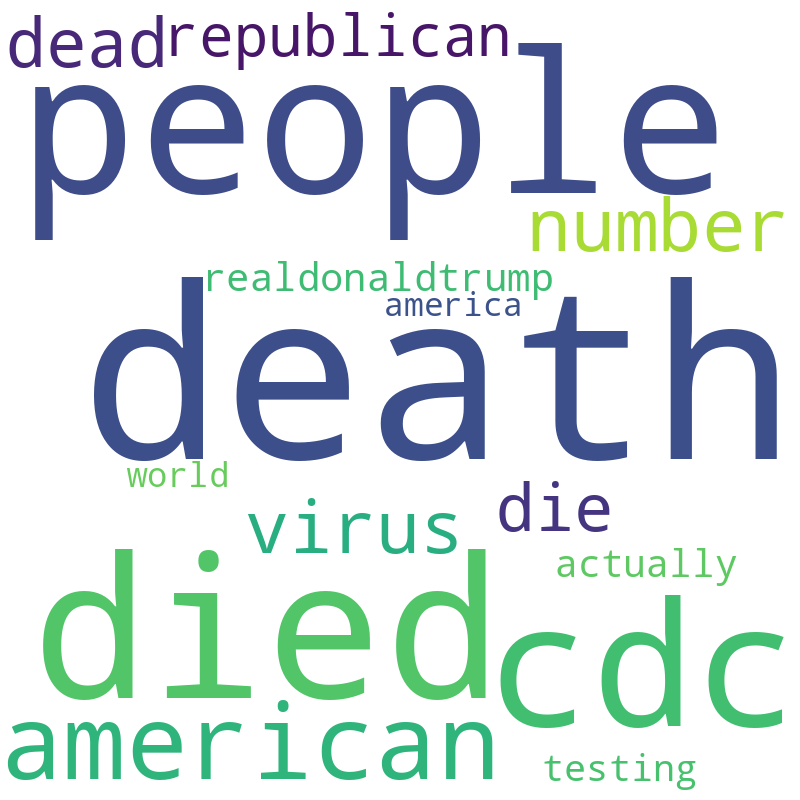 dead republican
people
number
realdonaldtrump
america
death
world
die
virus
actually
died
cdc
american
testing